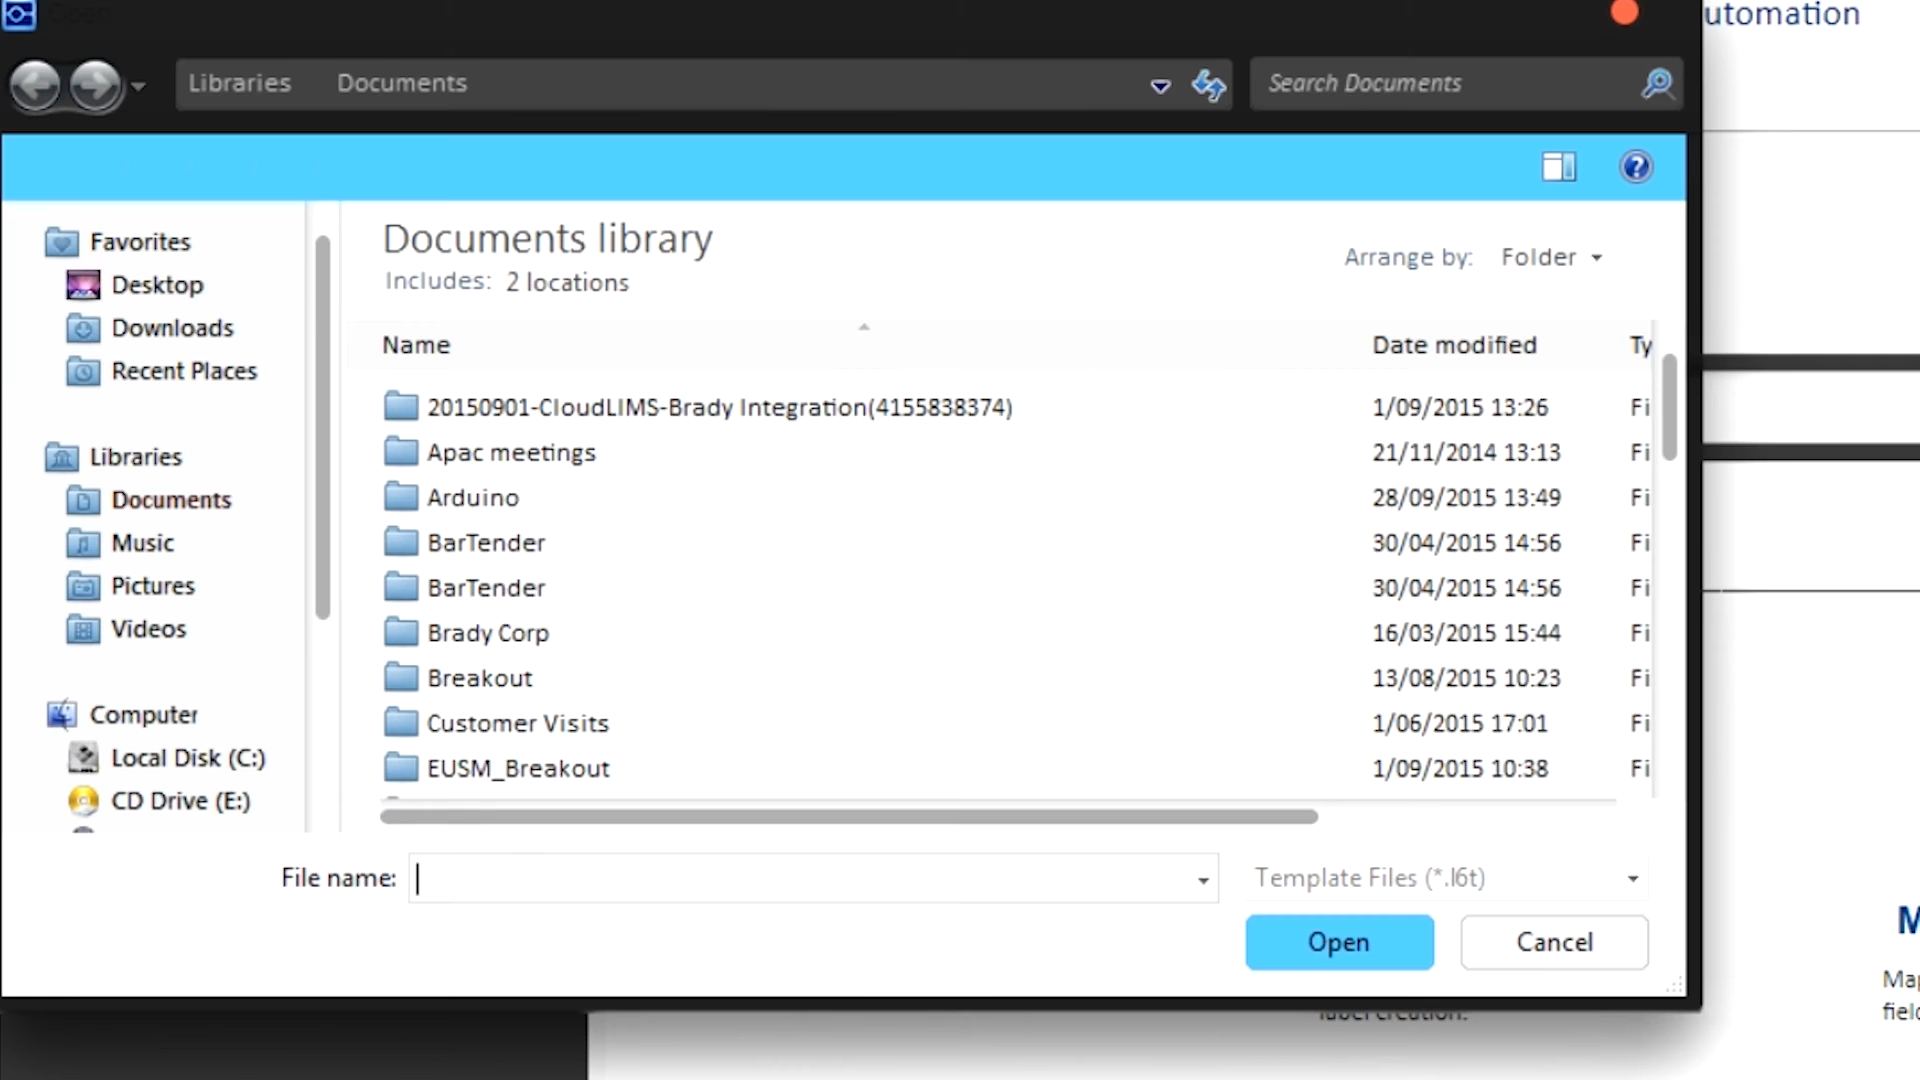 Open
utomation
Libraries Documents
Search Documents
Favorites
Desktop
Downloads
Recent Places
Libraries
Documents
Music
Pictures
Videos
Computer
Local Disk (C:)
CD Drive (E:)
Documents library
Includes: 2 locations
Arrange by: Folder
Name Date modified Ty
20150901-CloudLIMS-Brady Integration(4155838374) 1/09/2015 13:26 Fi
Apac meetings 21/11/2014 13:13 Fi
Arduino 28/09/2015 13:49 Fi
BarTender 30/04/2015 14:56 Fi
BarTender 30/04/2015 14:56 Fi
Brady Corp 16/03/2015 15:44 Fi
Breakout 13/08/2015 10:23 Fi
Customer Visits 1/06/2015 17:01 Fi
EUSM_Breakout 1/09/2015 10:38 Fi
File name:
Template Files (*.l6t)
Open Cancel
M
Map
field
label creation.